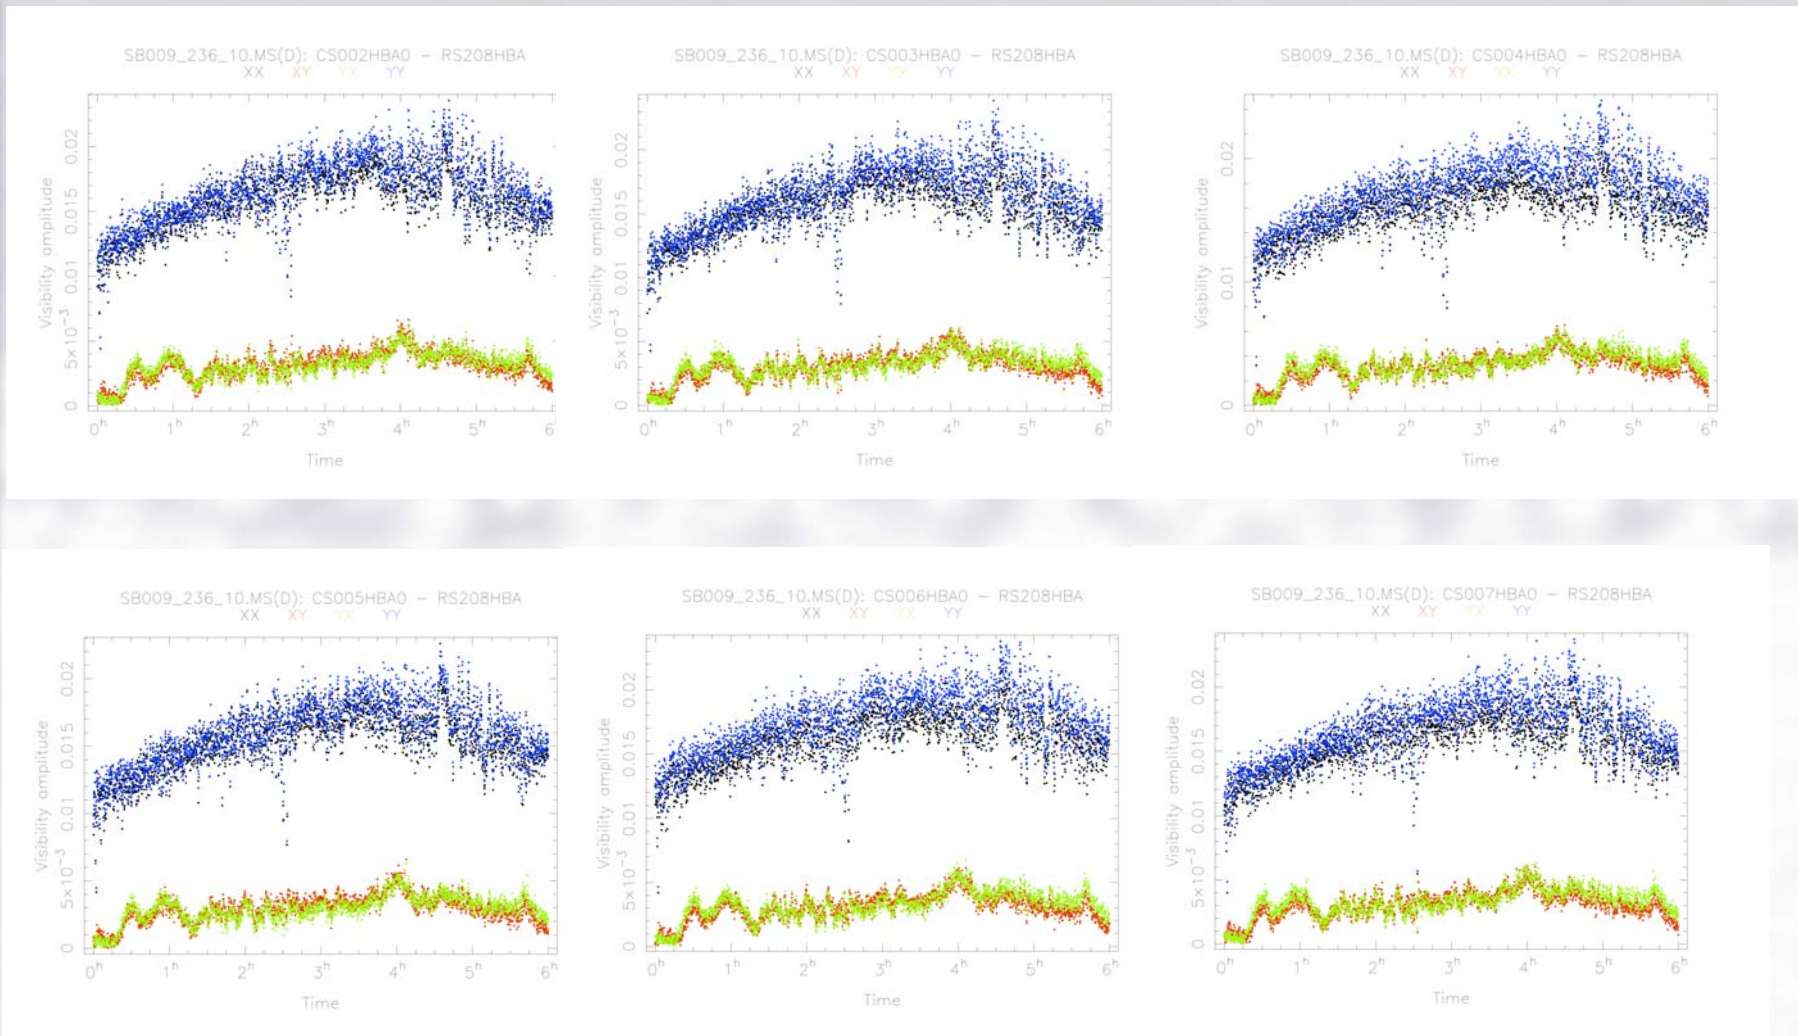 SB009_236_10.MS(D): CS002HBA0 − RS208HBA
XX XY YX YY
Visibility amplitude
0 5×10⁻³ 0.01 0.015 0.02
0ʰ 1ʰ 2ʰ 3ʰ 4ʰ 5ʰ 6
Time
SB009_236_10.MS(D): CS003HBA0 − RS208HBA
XX XY YX YY
Visibility amplitude
0 5×10⁻³ 0.01 0.015 0.02
0ʰ 1ʰ 2ʰ 3ʰ 4ʰ 5ʰ 6ʰ
Time
SB009_236_10.MS(D): CS004HBA0 − RS208HBA
XX XY YX YY
Visibility amplitude
0 0.01 0.02
0ʰ 1ʰ 2ʰ 3ʰ 4ʰ 5ʰ 6ʰ
Time
SB009_236_10.MS(D): CS005HBA0 − RS208HBA
XX XY YX YY
Visibility amplitude
0 5×10⁻³ 0.01 0.015 0.02
0ʰ 1ʰ 2ʰ 3ʰ 4ʰ 5ʰ 6ʰ
Time
SB009_236_10.MS(D): CS006HBA0 − RS208HBA
XX XY YX YY
Visibility amplitude
0 5×10⁻³ 0.01 0.015 0.02
0ʰ 1ʰ 2ʰ 3ʰ 4ʰ 5ʰ 6ʰ
Time
SB009_236_10.MS(D): CS007HBA0 − RS208HBA
XX XY YX YY
Visibility amplitude
0 5×10⁻³ 0.01 0.015 0.02
0ʰ 1ʰ 2ʰ 3ʰ 4ʰ 5ʰ 6ʰ
Time